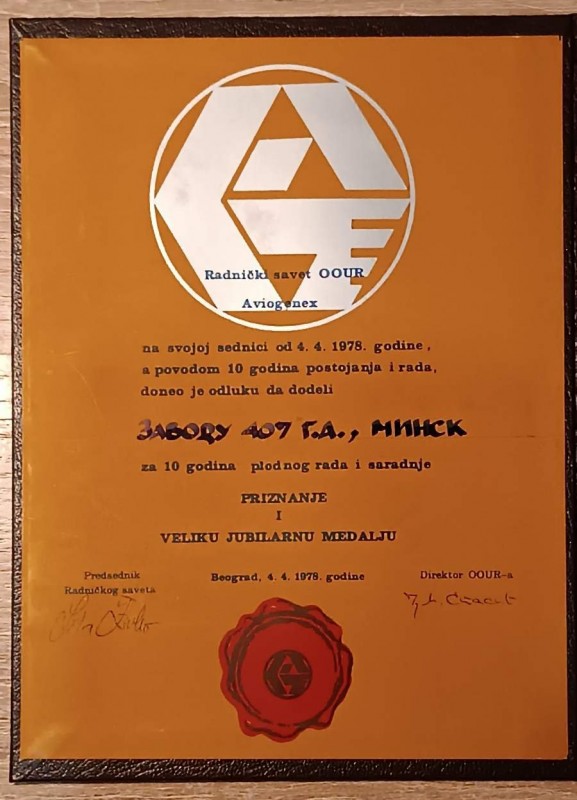 Radnički savet OOUR
Aviogenex
na svojoj sednici od 4. 4. 1978. godine,
a povodom 10 godina postojanja i rada,
doneo je odluku da dodeli
ЗАВОДУ 407 Г.А., МИНСК
za 10 godina plodnog rada i saradnje
PRIZNANJE
I
VELIKU JUBILARNU MEDALJU
Predsednik
Radničkog saveta
Beograd, 4. 4. 1978. godine
Direktor OOUR-a